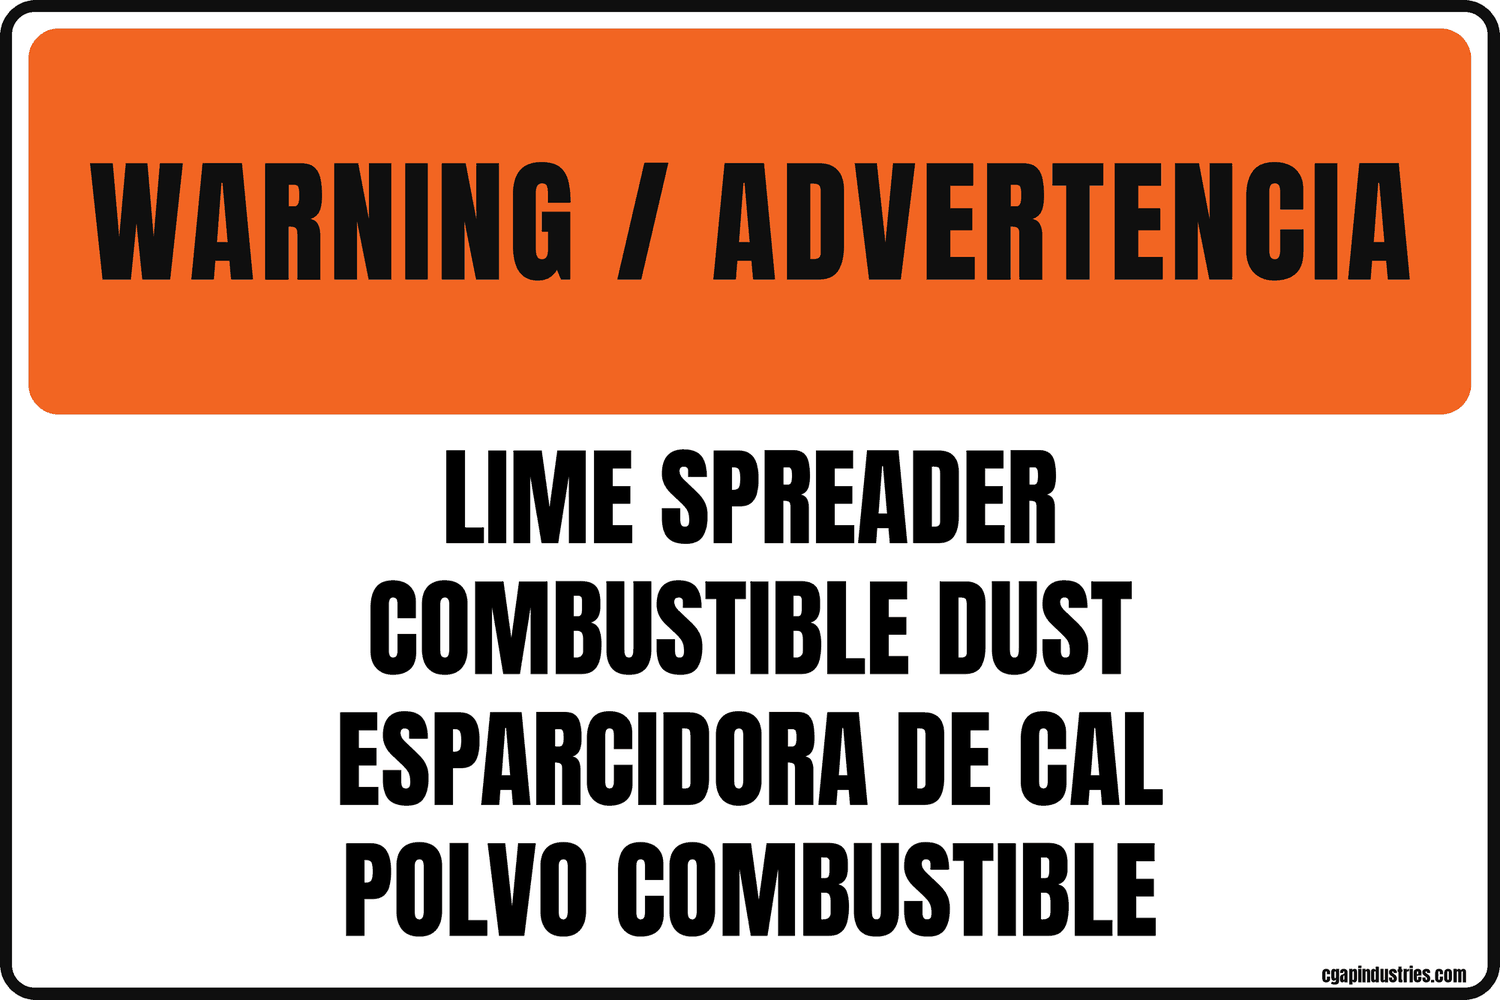 WARNING / ADVERTENCIA
LIME SPREADER
COMBUSTIBLE DUST
ESPARCIDORA DE CAL
POLVO COMBUSTIBLE
cgapindustries.com